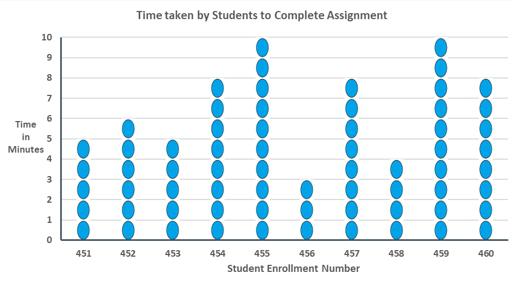 Time taken by Students to Complete Assignment
10
9
8
7
6
5
4
3
2
1
0
Time
in
Minutes
451 452 453 454 455 456 457 458 459 460
Student Enrollment Number